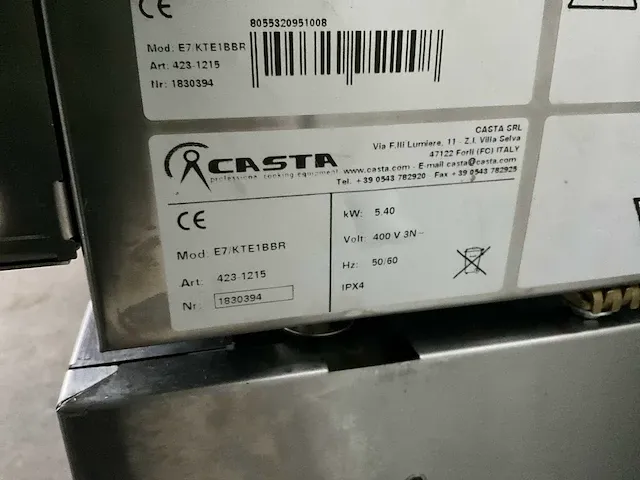 CE
8055320951008
Mod: E7/KTE1BBR
Art: 423-1215
Nr: 1830394
CASTA SRL
Via F.lli Lumiere, 11 - Z.I. Villa Selva
47122 Forlì (FC) ITALY
www.casta.com - E-mail casta@casta.com
Tel. +39 0543 782920 Fax +39 0543 782925
CASTA
professional cooking equipment
CE
Mod: E7/KTE1BBR
Art: 423-1215
Nr: 1830394
kW: 5.40
Volt: 400 V 3N~
Hz: 50/60
IPX4